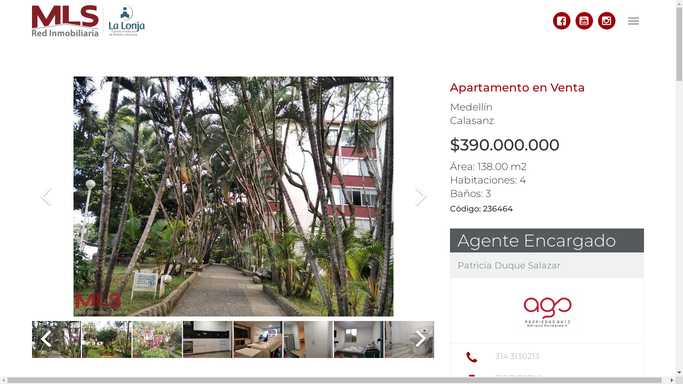 MLS
Red Inmobiliaria
La Lonja
Apartamento en Venta
Medellín
Calasanz
$390.000.000
Área: 138.00 m2
Habitaciones: 4
Baños: 3
Código: 236464
Agente Encargado
Patricia Duque Salazar
MLS
ago
314 3130213